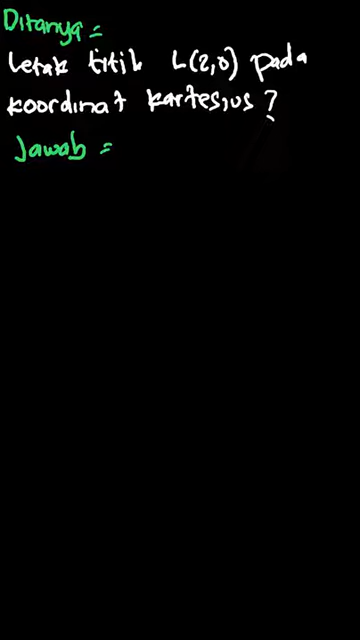 Ditanya =
Letak titik L(2,0) pada
koordinat kartesius ?
Jawab =